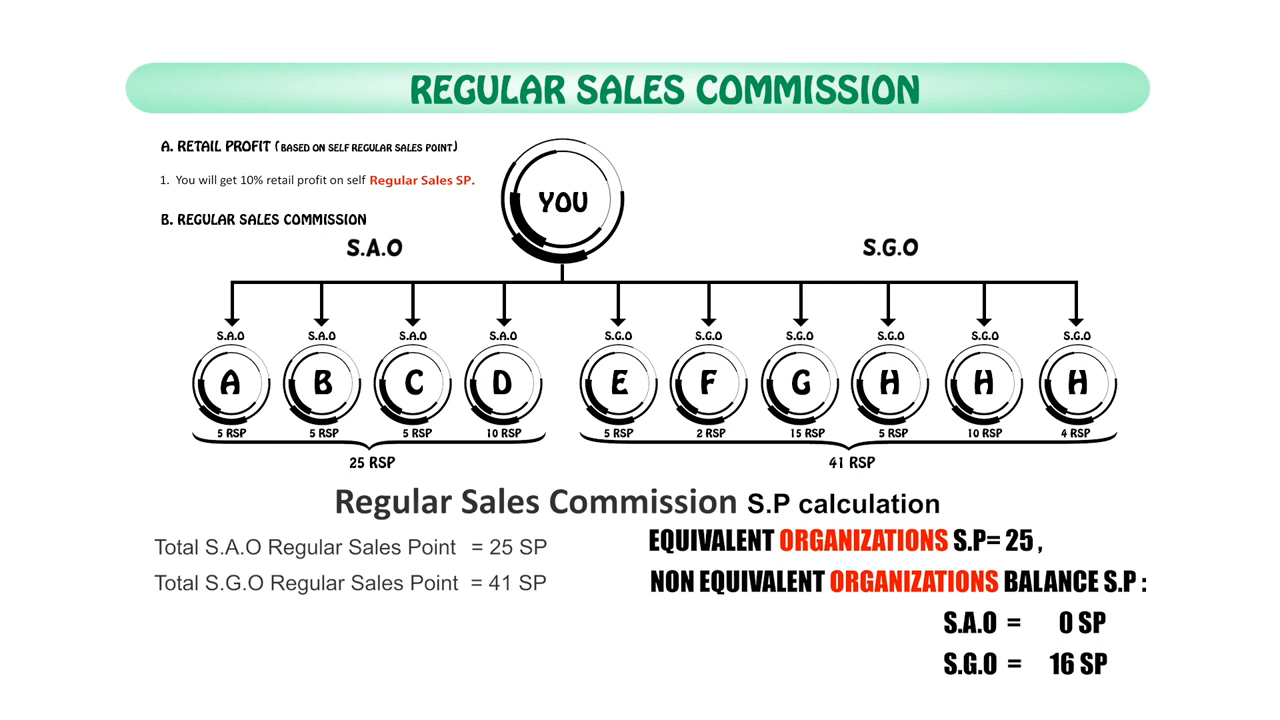 REGULAR SALES COMMISSION
A. RETAIL PROFIT (BASED ON SELF REGULAR SALES POINT)
1. You will get 10% retail profit on self Regular Sales SP.
YOU
B. REGULAR SALES COMMISSION
S.A.O S.G.O
S.A.O S.A.O S.A.O S.A.O S.G.O S.G.O S.G.O S.G.O S.G.O S.G.O
A B C D E F G H H H
5 RSP 5 RSP 5 RSP 10 RSP 5 RSP 2 RSP 15 RSP 5 RSP 10 RSP 4 RSP
25 RSP 41 RSP
Regular Sales Commission S.P calculation
Total S.A.O Regular Sales Point = 25 SP
Total S.G.O Regular Sales Point = 41 SP
EQUIVALENT ORGANIZATIONS S.P= 25 ,
NON EQUIVALENT ORGANIZATIONS BALANCE S.P :
S.A.O = 0 SP
S.G.O = 16 SP